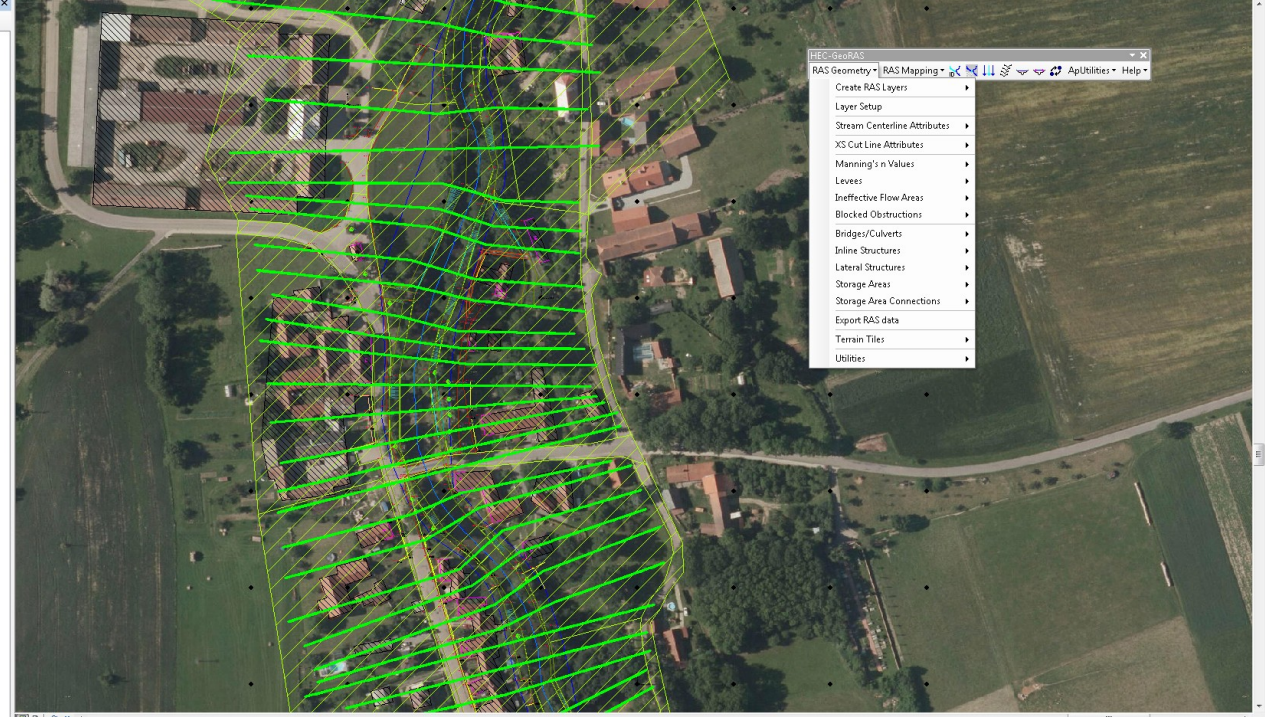 HEC-GeoRAS
RAS Geometry RAS Mapping ApUtilities Help
Create RAS Layers
Layer Setup
Stream Centerline Attributes
XS Cut Line Attributes
Manning's n Values
Levees
Ineffective Flow Areas
Blocked Obstructions
Bridges/Culverts
Inline Structures
Lateral Structures
Storage Areas
Storage Area Connections
Export RAS data
Terrain Tiles
Utilities